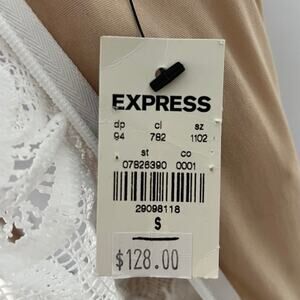 EXPRESS
dp cl sz
94 782 1102
st co
07826390 0001
29098118
S
$128.00